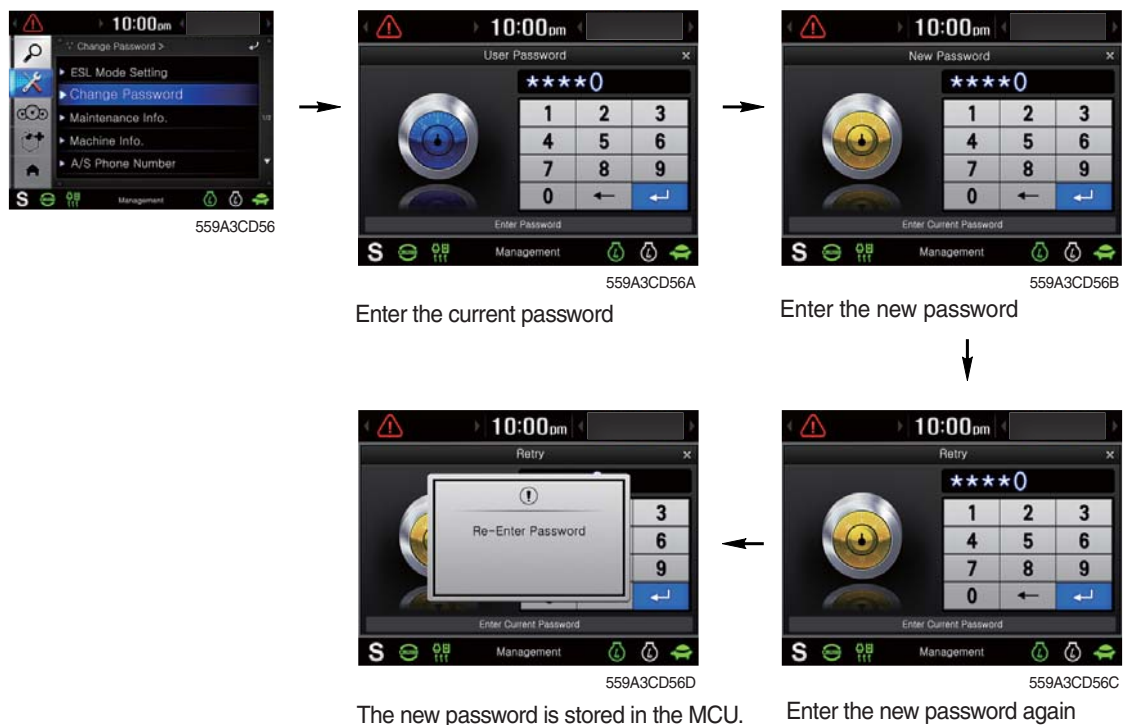 10:00pm
Change Password >
ESL Mode Setting
Change Password
Maintenance Info.
1/2
Machine Info.
A/S Phone Number
S Management
559A3CD56
10:00pm
User Password ×
****0
1 2 3
4 5 6
7 8 9
0 ←
Enter Password
S Management
559A3CD56A
Enter the current password
10:00pm
New Password ×
****0
1 2 3
4 5 6
7 8 9
0 ←
Enter Current Password
S Management
559A3CD56B
Enter the new password
10:00pm
Retry ×
****0
1 2 3
4 5 6
7 8 9
0 ←
Enter Current Password
S Management
559A3CD56C
Enter the new password again
10:00pm
Retry ×
3
Re-Enter Password
6
9
Enter Current Password
S Management
559A3CD56D
The new password is stored in the MCU.